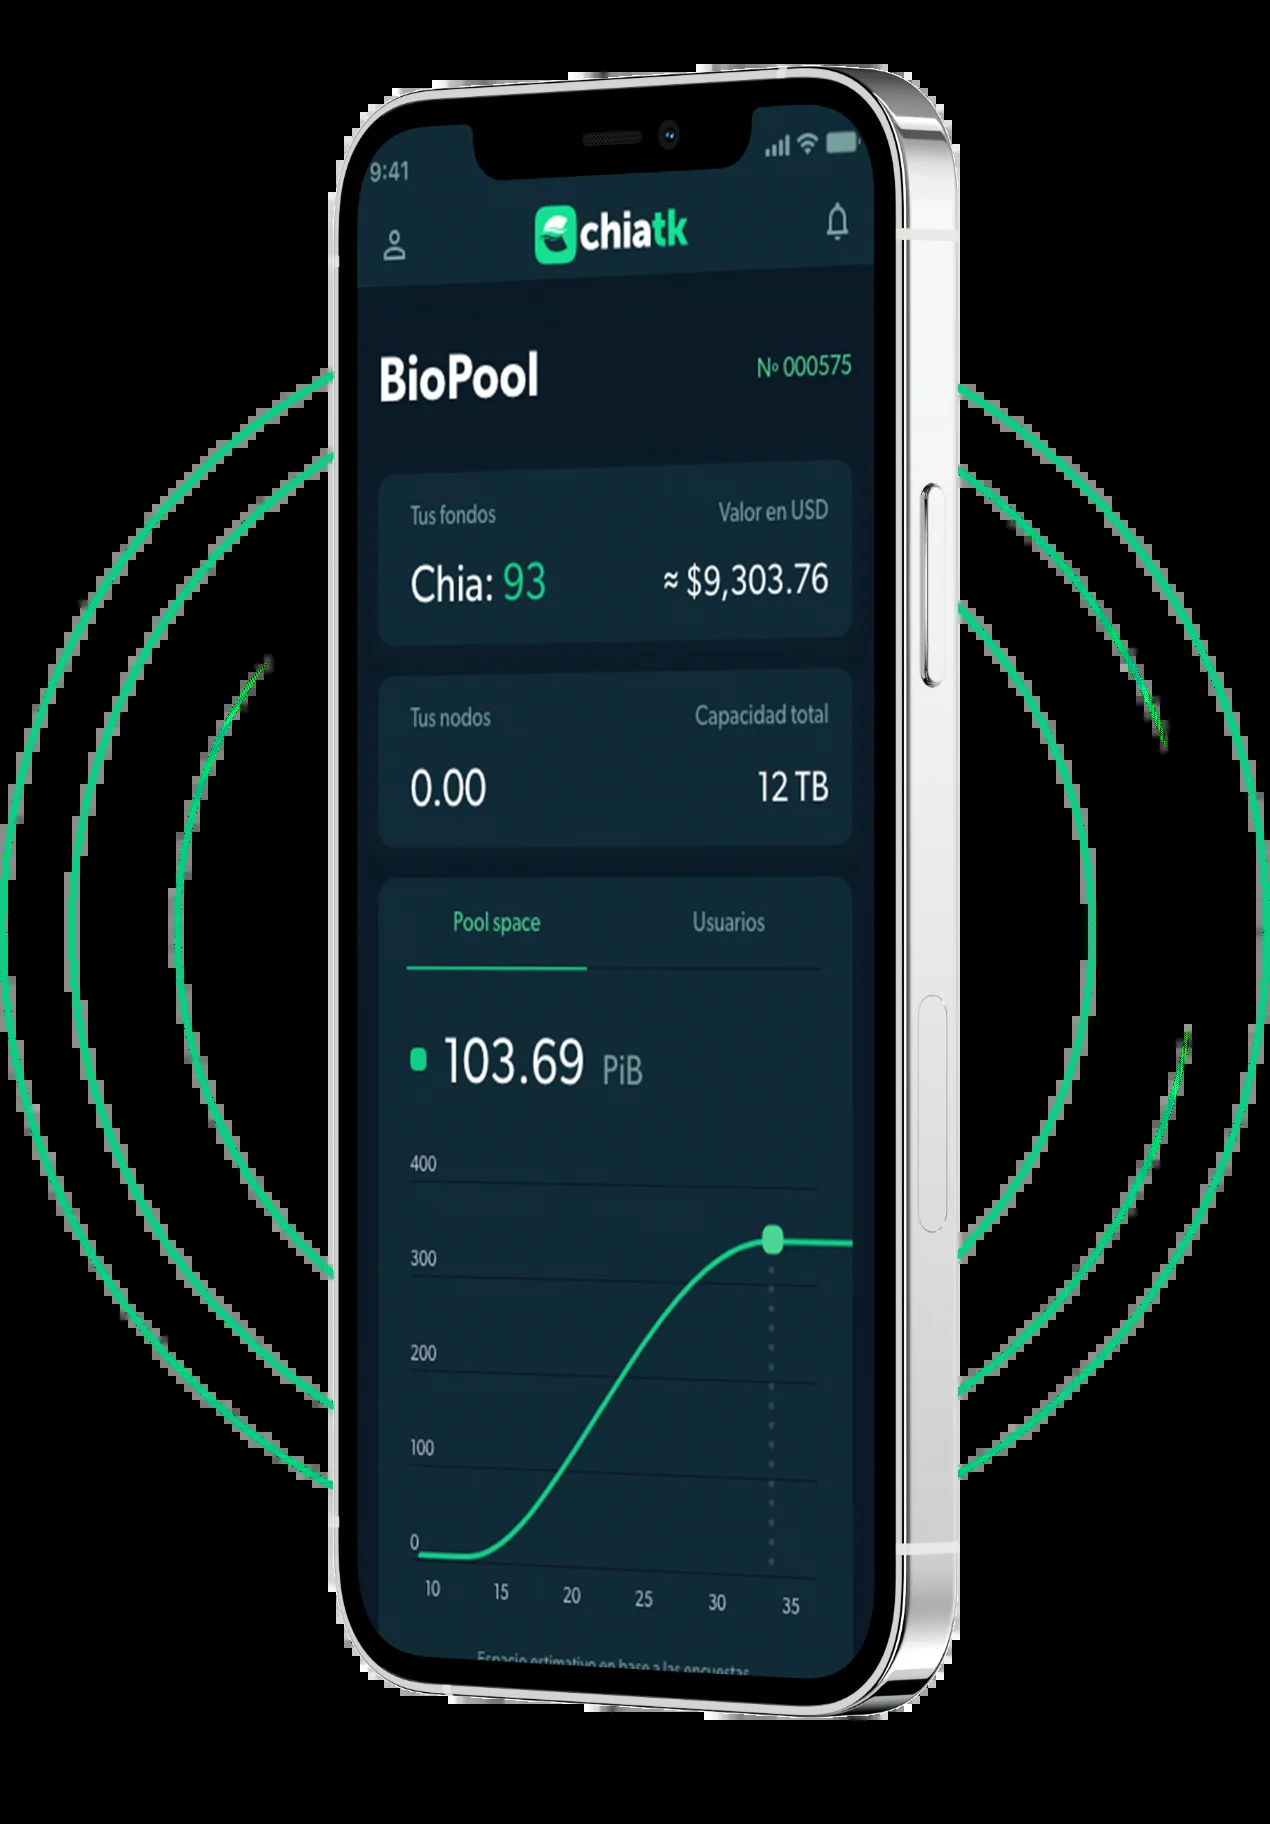 9:41
chiatk
BioPool
Nº 000575
Tus fondos
Valor en USD
Chia: 93
≈ $9,303.76
Tus nodos
Capacidad total
0.00
12 TB
Pool space
Usuarios
103.69 PiB
400
300
200
100
0
10 15 20 25 30 35
Espacio estimativo en base a las encuestas